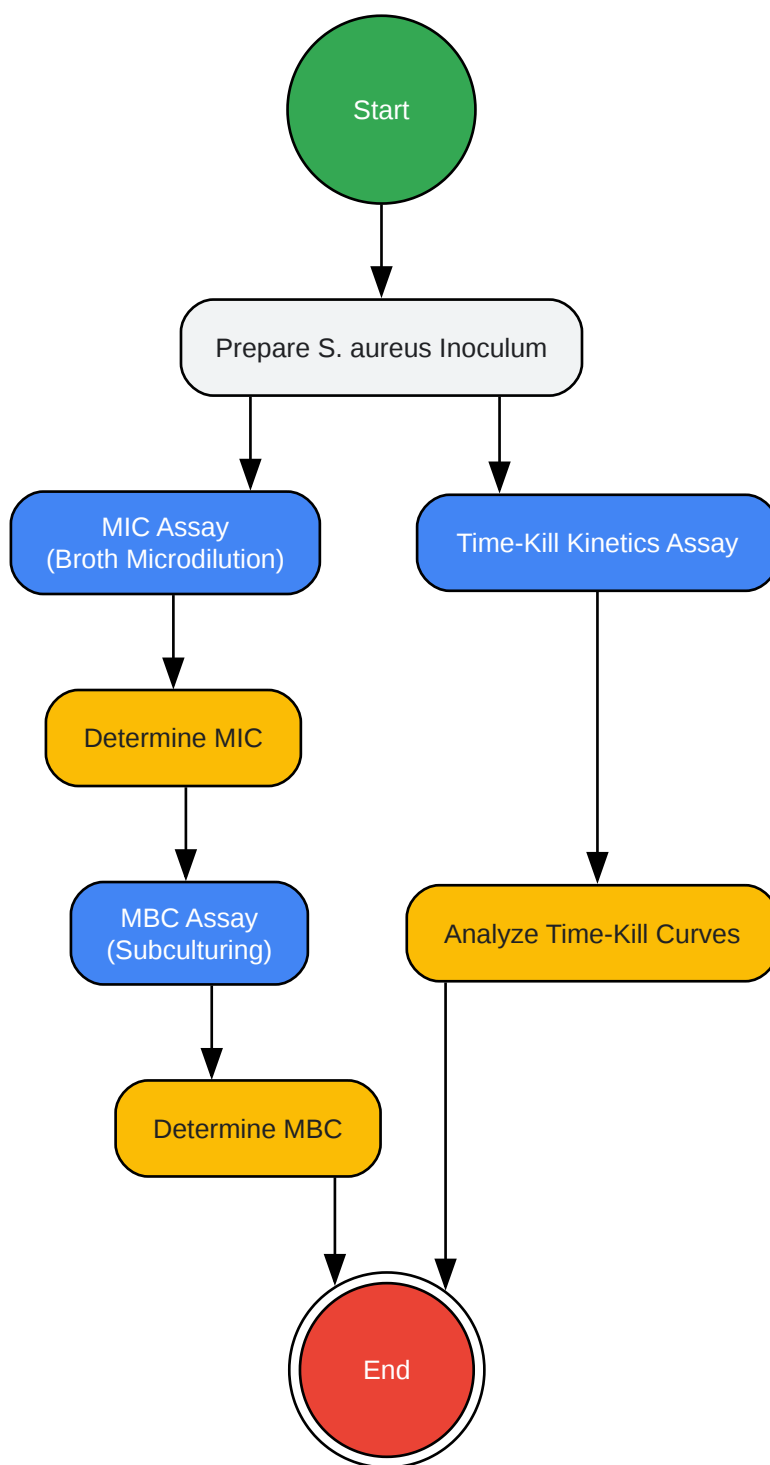 Start
Prepare S. aureus Inoculum
MIC Assay
(Broth Microdilution)
Time-Kill Kinetics Assay
Determine MIC
MBC Assay
(Subculturing)
Analyze Time-Kill Curves
Determine MBC
End